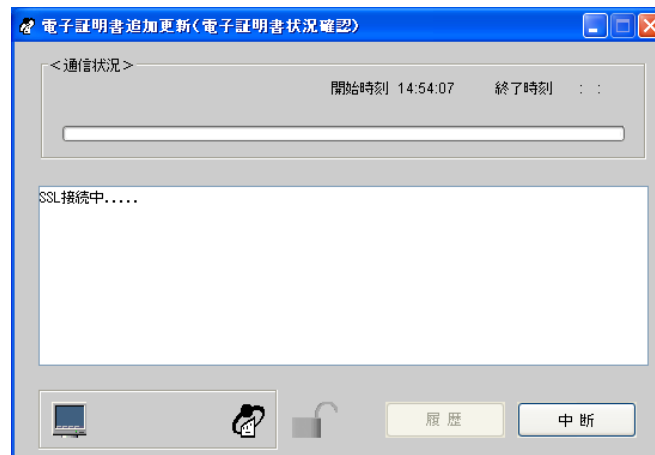 電子証明書追加更新(電子証明書状況確認)
<通信状況>
開始時刻 14:54:07 終了時刻 : :
SSL接続中.....
履歴 中断